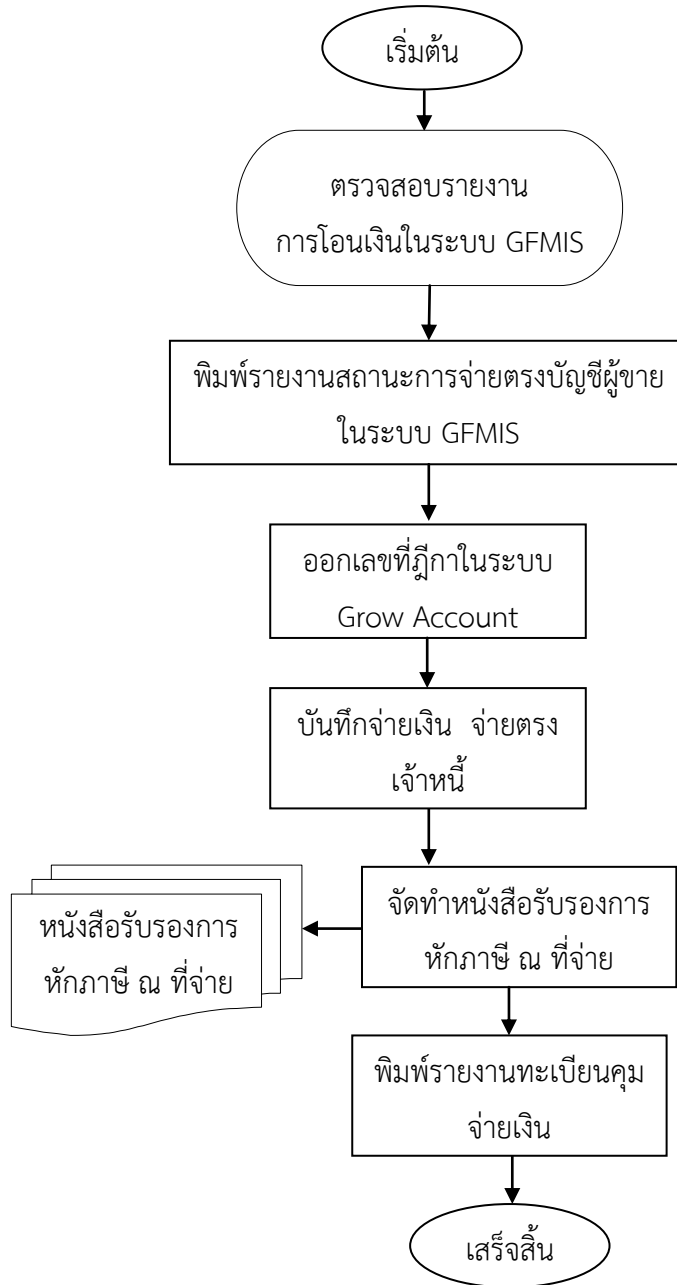 เริ่มต้น
ตรวจสอบรายงาน
การโอนเงินในระบบ GFMIS
พิมพ์รายงานสถานะการจ่ายตรงบัญชีผู้ขาย
ในระบบ GFMIS
ออกเลขที่ฎีกาในระบบ
Grow Account
บันทึกจ่ายเงิน จ่ายตรง
เจ้าหนี้
จัดทำหนังสือรับรองการ
หักภาษี ณ ที่จ่าย
หนังสือรับรองการ
หักภาษี ณ ที่จ่าย
พิมพ์รายงานทะเบียนคุม
จ่ายเงิน
เสร็จสิ้น